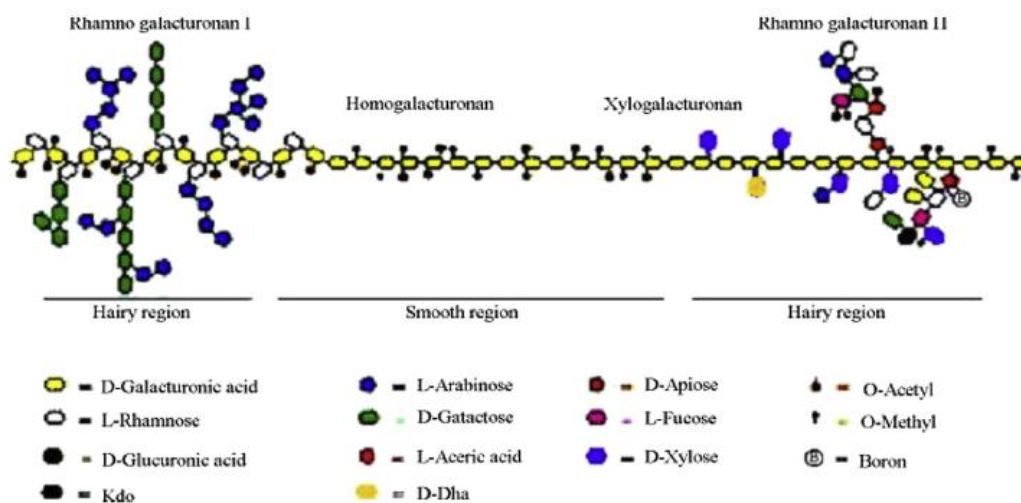 Rhamno galacturonan I
Rhamno galacturonan II
Homogalacturonan
Xylogalacturonan
B
Hairy region
Smooth region
Hairy region
D-Galacturonic acid
L-Arabinose
D-Apiose
O-Acetyl
L-Rhamnose
D-Gatactose
L-Fucose
O-Methyl
D-Glucuronic acid
L-Aceric acid
D-Xylose
B Boron
Kdo
D-Dha